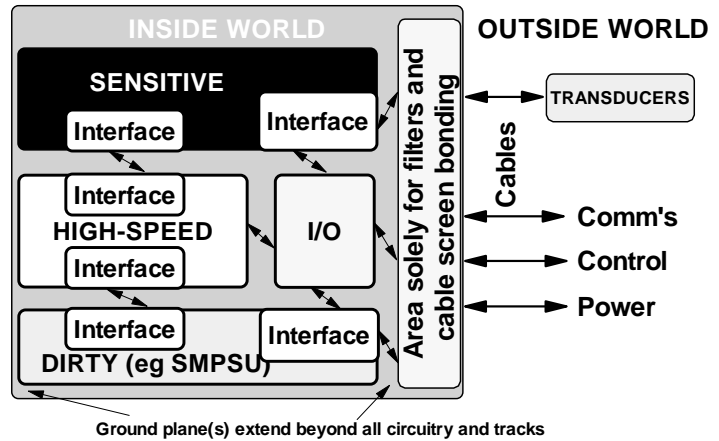 INSIDE WORLD
OUTSIDE WORLD
SENSITIVE
Interface
Interface
Area solely for filters and
cable screen bonding
TRANSDUCERS
Cables
Interface
HIGH-SPEED
Interface
I/O
Comm's
Control
Power
Interface
Interface
DIRTY (eg SMPSU)
Ground plane(s) extend beyond all circuitry and tracks